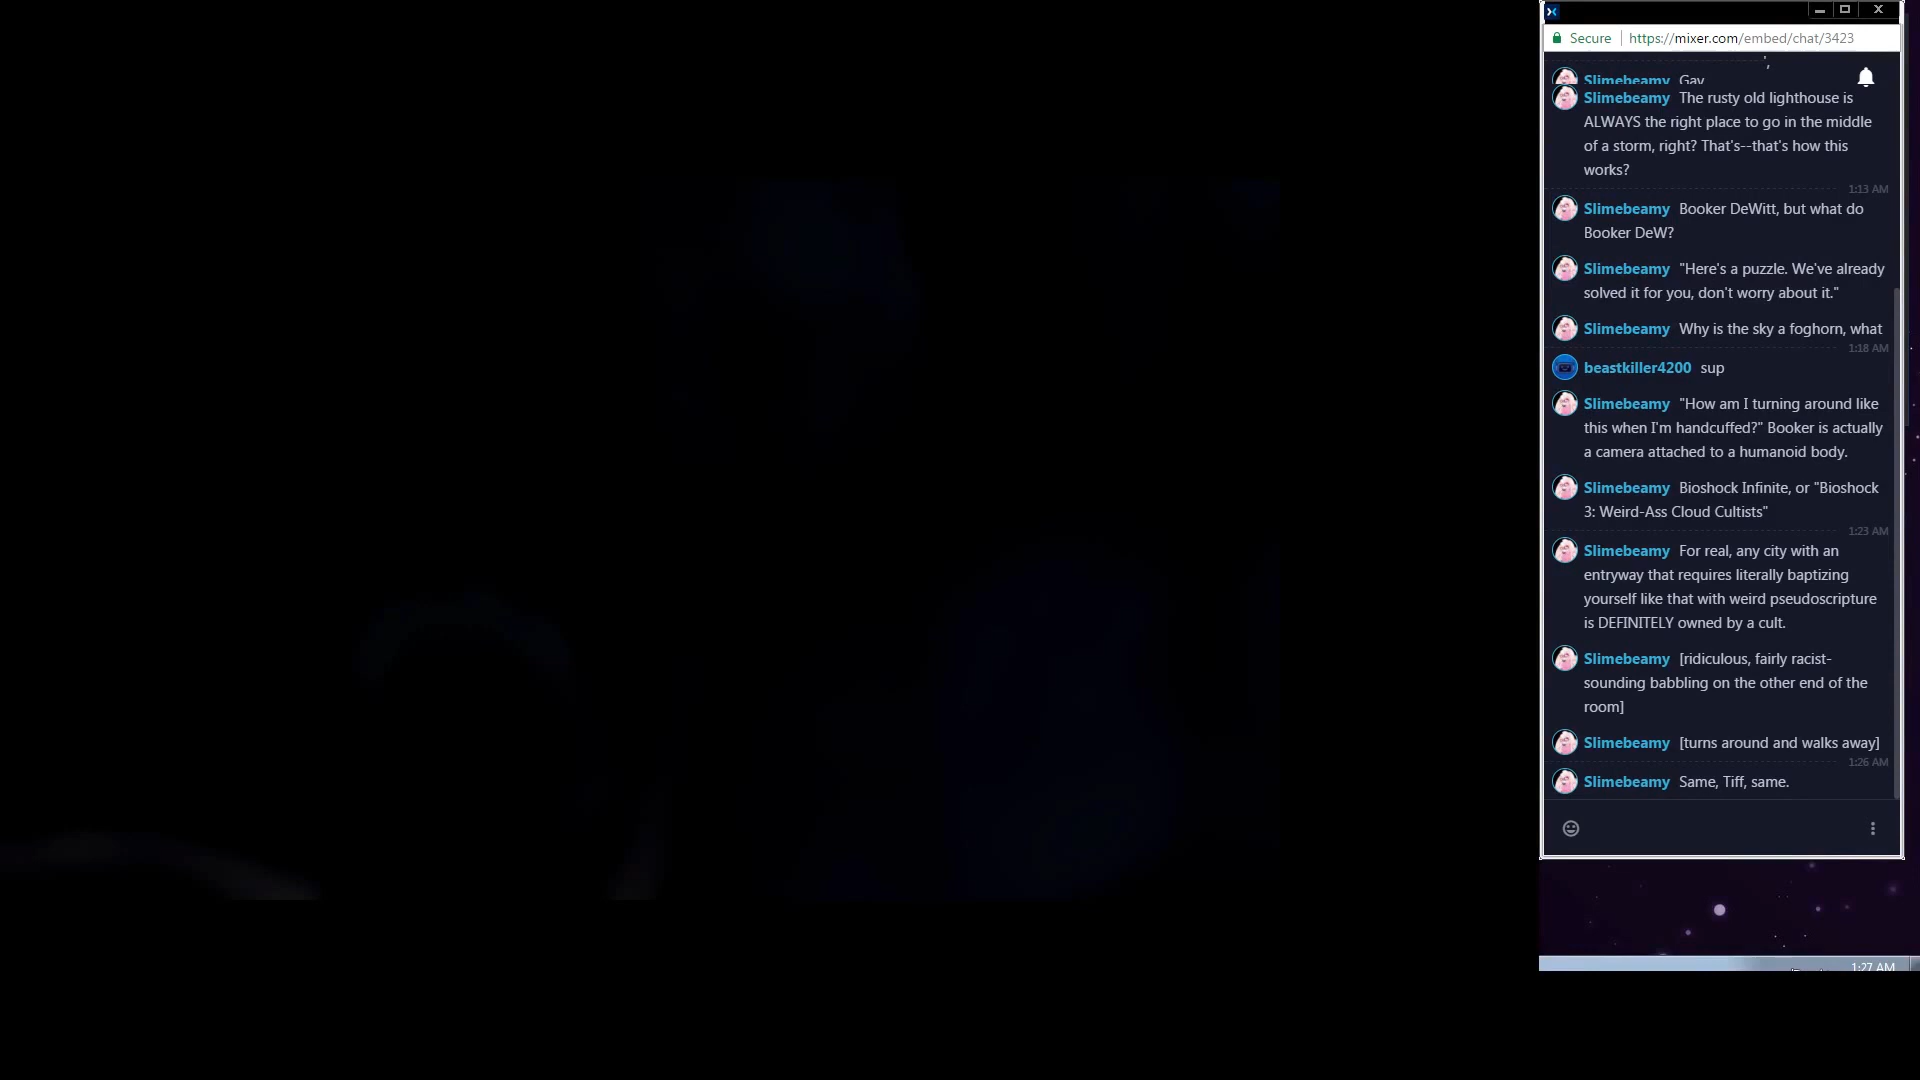 Secure | https://mixer.com/embed/chat/3423
Slimebeamy Gay
Slimebeamy The rusty old lighthouse is
ALWAYS the right place to go in the middle
of a storm, right? That's--that's how this
works?
1:13 AM
Slimebeamy Booker DeWitt, but what do
Booker DeW?
Slimebeamy "Here's a puzzle. We've already
solved it for you, don't worry about it."
Slimebeamy Why is the sky a foghorn, what
1:18 AM
beastkiller4200 sup
Slimebeamy "How am I turning around like
this when I'm handcuffed?" Booker is actually
a camera attached to a humanoid body.
Slimebeamy Bioshock Infinite, or "Bioshock
3: Weird-Ass Cloud Cultists"
1:23 AM
Slimebeamy For real, any city with an
entryway that requires literally baptizing
yourself like that with weird pseudoscripture
is DEFINITELY owned by a cult.
Slimebeamy [ridiculous, fairly racist-
sounding babbling on the other end of the
room]
Slimebeamy [turns around and walks away]
1:26 AM
Slimebeamy Same, Tiff, same.
1:27 AM